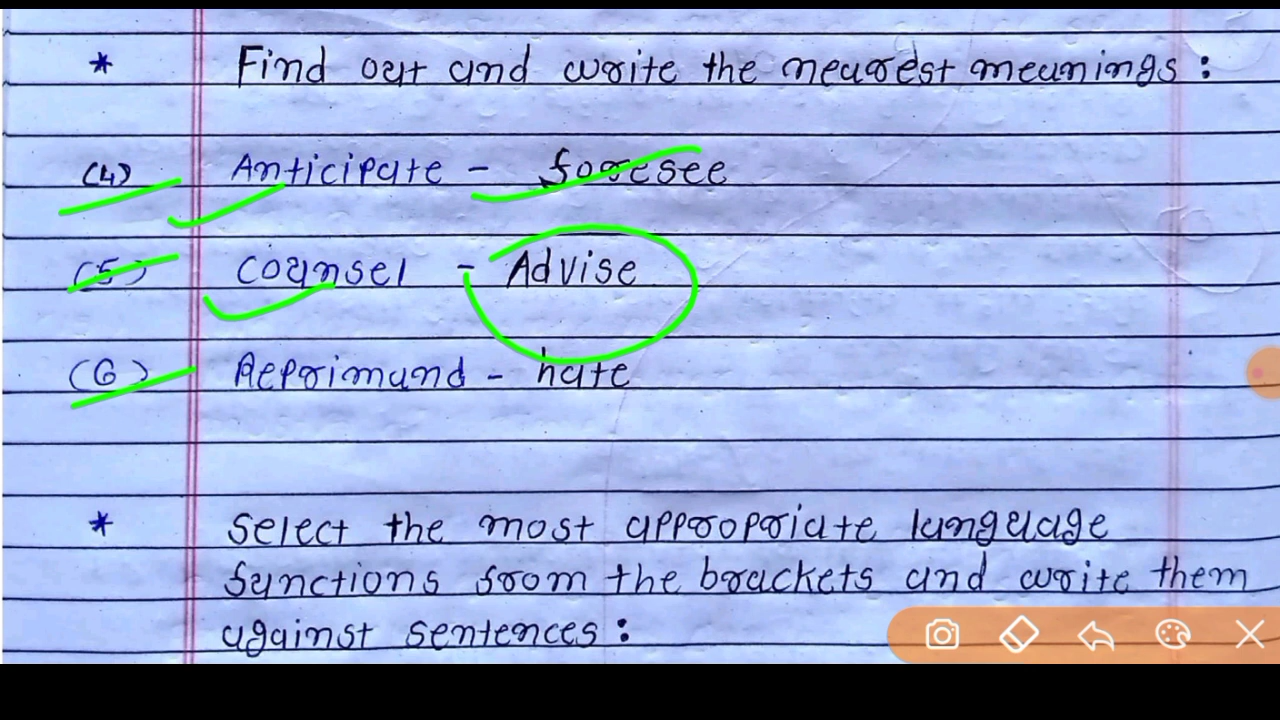 * Find out and write the nearest meanings :
(4) Anticipate - foresee
(5) Counsel - Advise
(6) Reprimand - hate
* Select the most appropriate language
functions from the brackets and write them
against sentences :